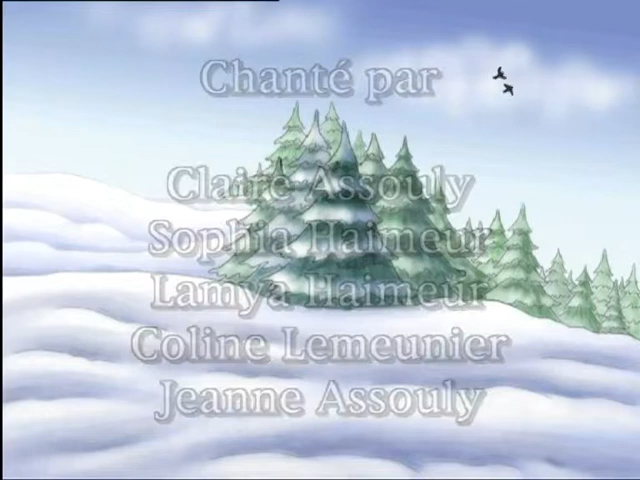 Chanté par
Claire Assouly
Sophia Haimeur
Lamya Haimeur
Coline Lemeunier
Jeanne Assouly